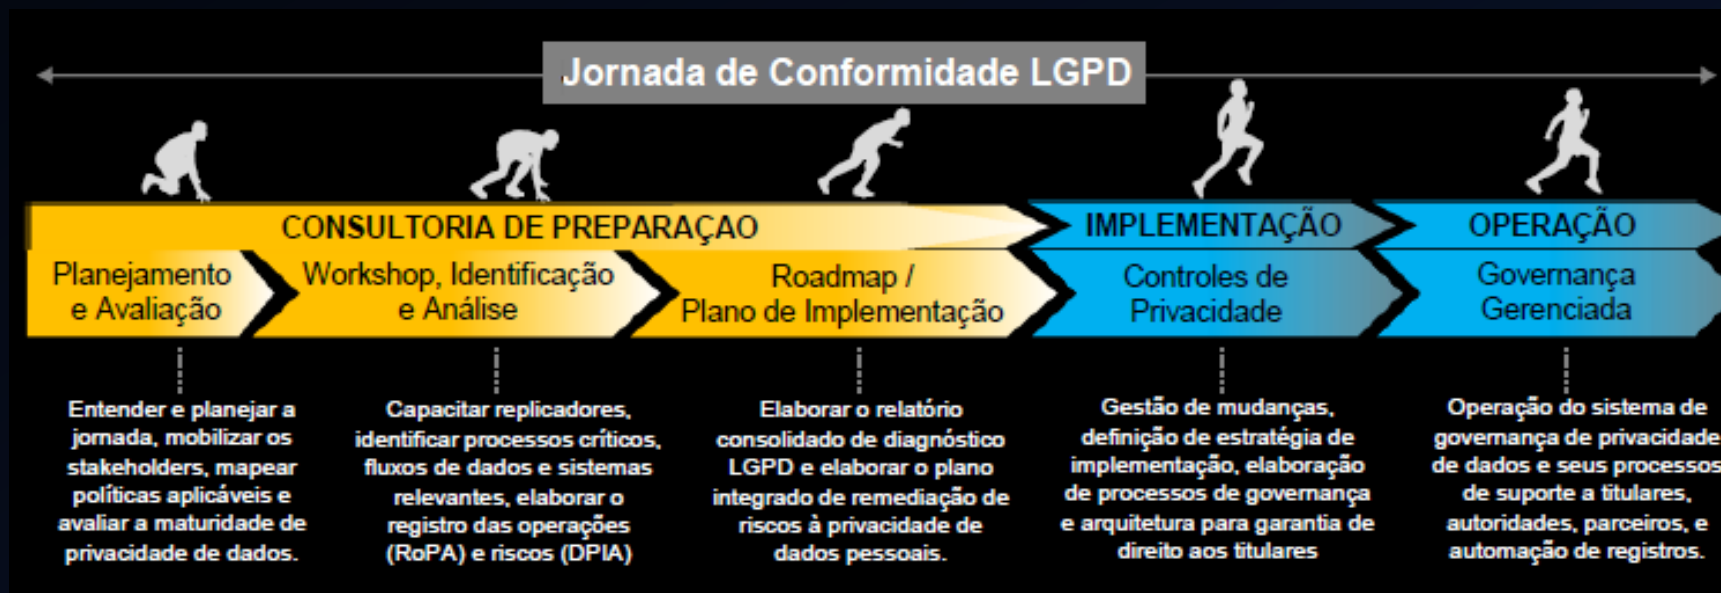 Jornada de Conformidade LGPD
CONSULTORIA DE PREPARAÇAO
IMPLEMENTAÇÃO
OPERAÇÃO
Planejamento
e Avaliação
Workshop, Identificação
e Análise
Roadmap /
Plano de Implementação
Controles de
Privacidade
Governança
Gerenciada
Entender e planejar a
jornada, mobilizar os
stakeholders, mapear
políticas aplicáveis e
avaliar a maturidade de
privacidade de dados.
Capacitar replicadores,
identificar processos críticos,
fluxos de dados e sistemas
relevantes, elaborar o
registro das operações
(RoPA) e riscos (DPIA)
Elaborar o relatório
consolidado de diagnóstico
LGPD e elaborar o plano
integrado de remediação de
riscos à privacidade de
dados pessoais.
Gestão de mudanças,
definição de estratégia de
implementação, elaboração
de processos de governança
e arquitetura para garantia de
direito aos titulares
Operação do sistema de
governança de privacidade
de dados e seus processos
de suporte a titulares,
autoridades, parceiros, e
automação de registros.